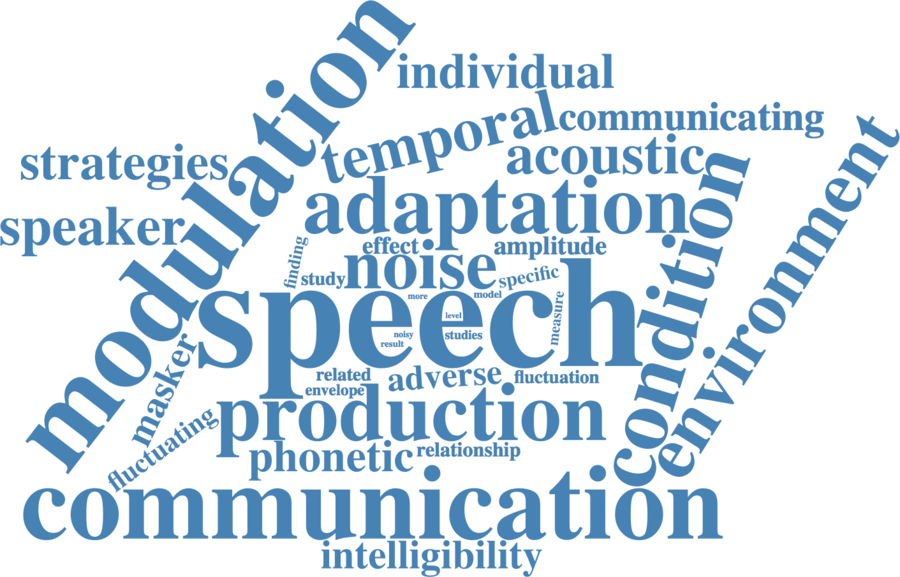 modulation
individual
temporal
communicating
strategies
acoustic
adaptation
condition
environment
speaker
effect
amplitude
finding
noise
study
specific
more
model
speech
level
measure
noisy
studies
result
masker
related
adverse
fluctuation
envelope
production
fluctuating
phonetic
relationship
communication
intelligibility